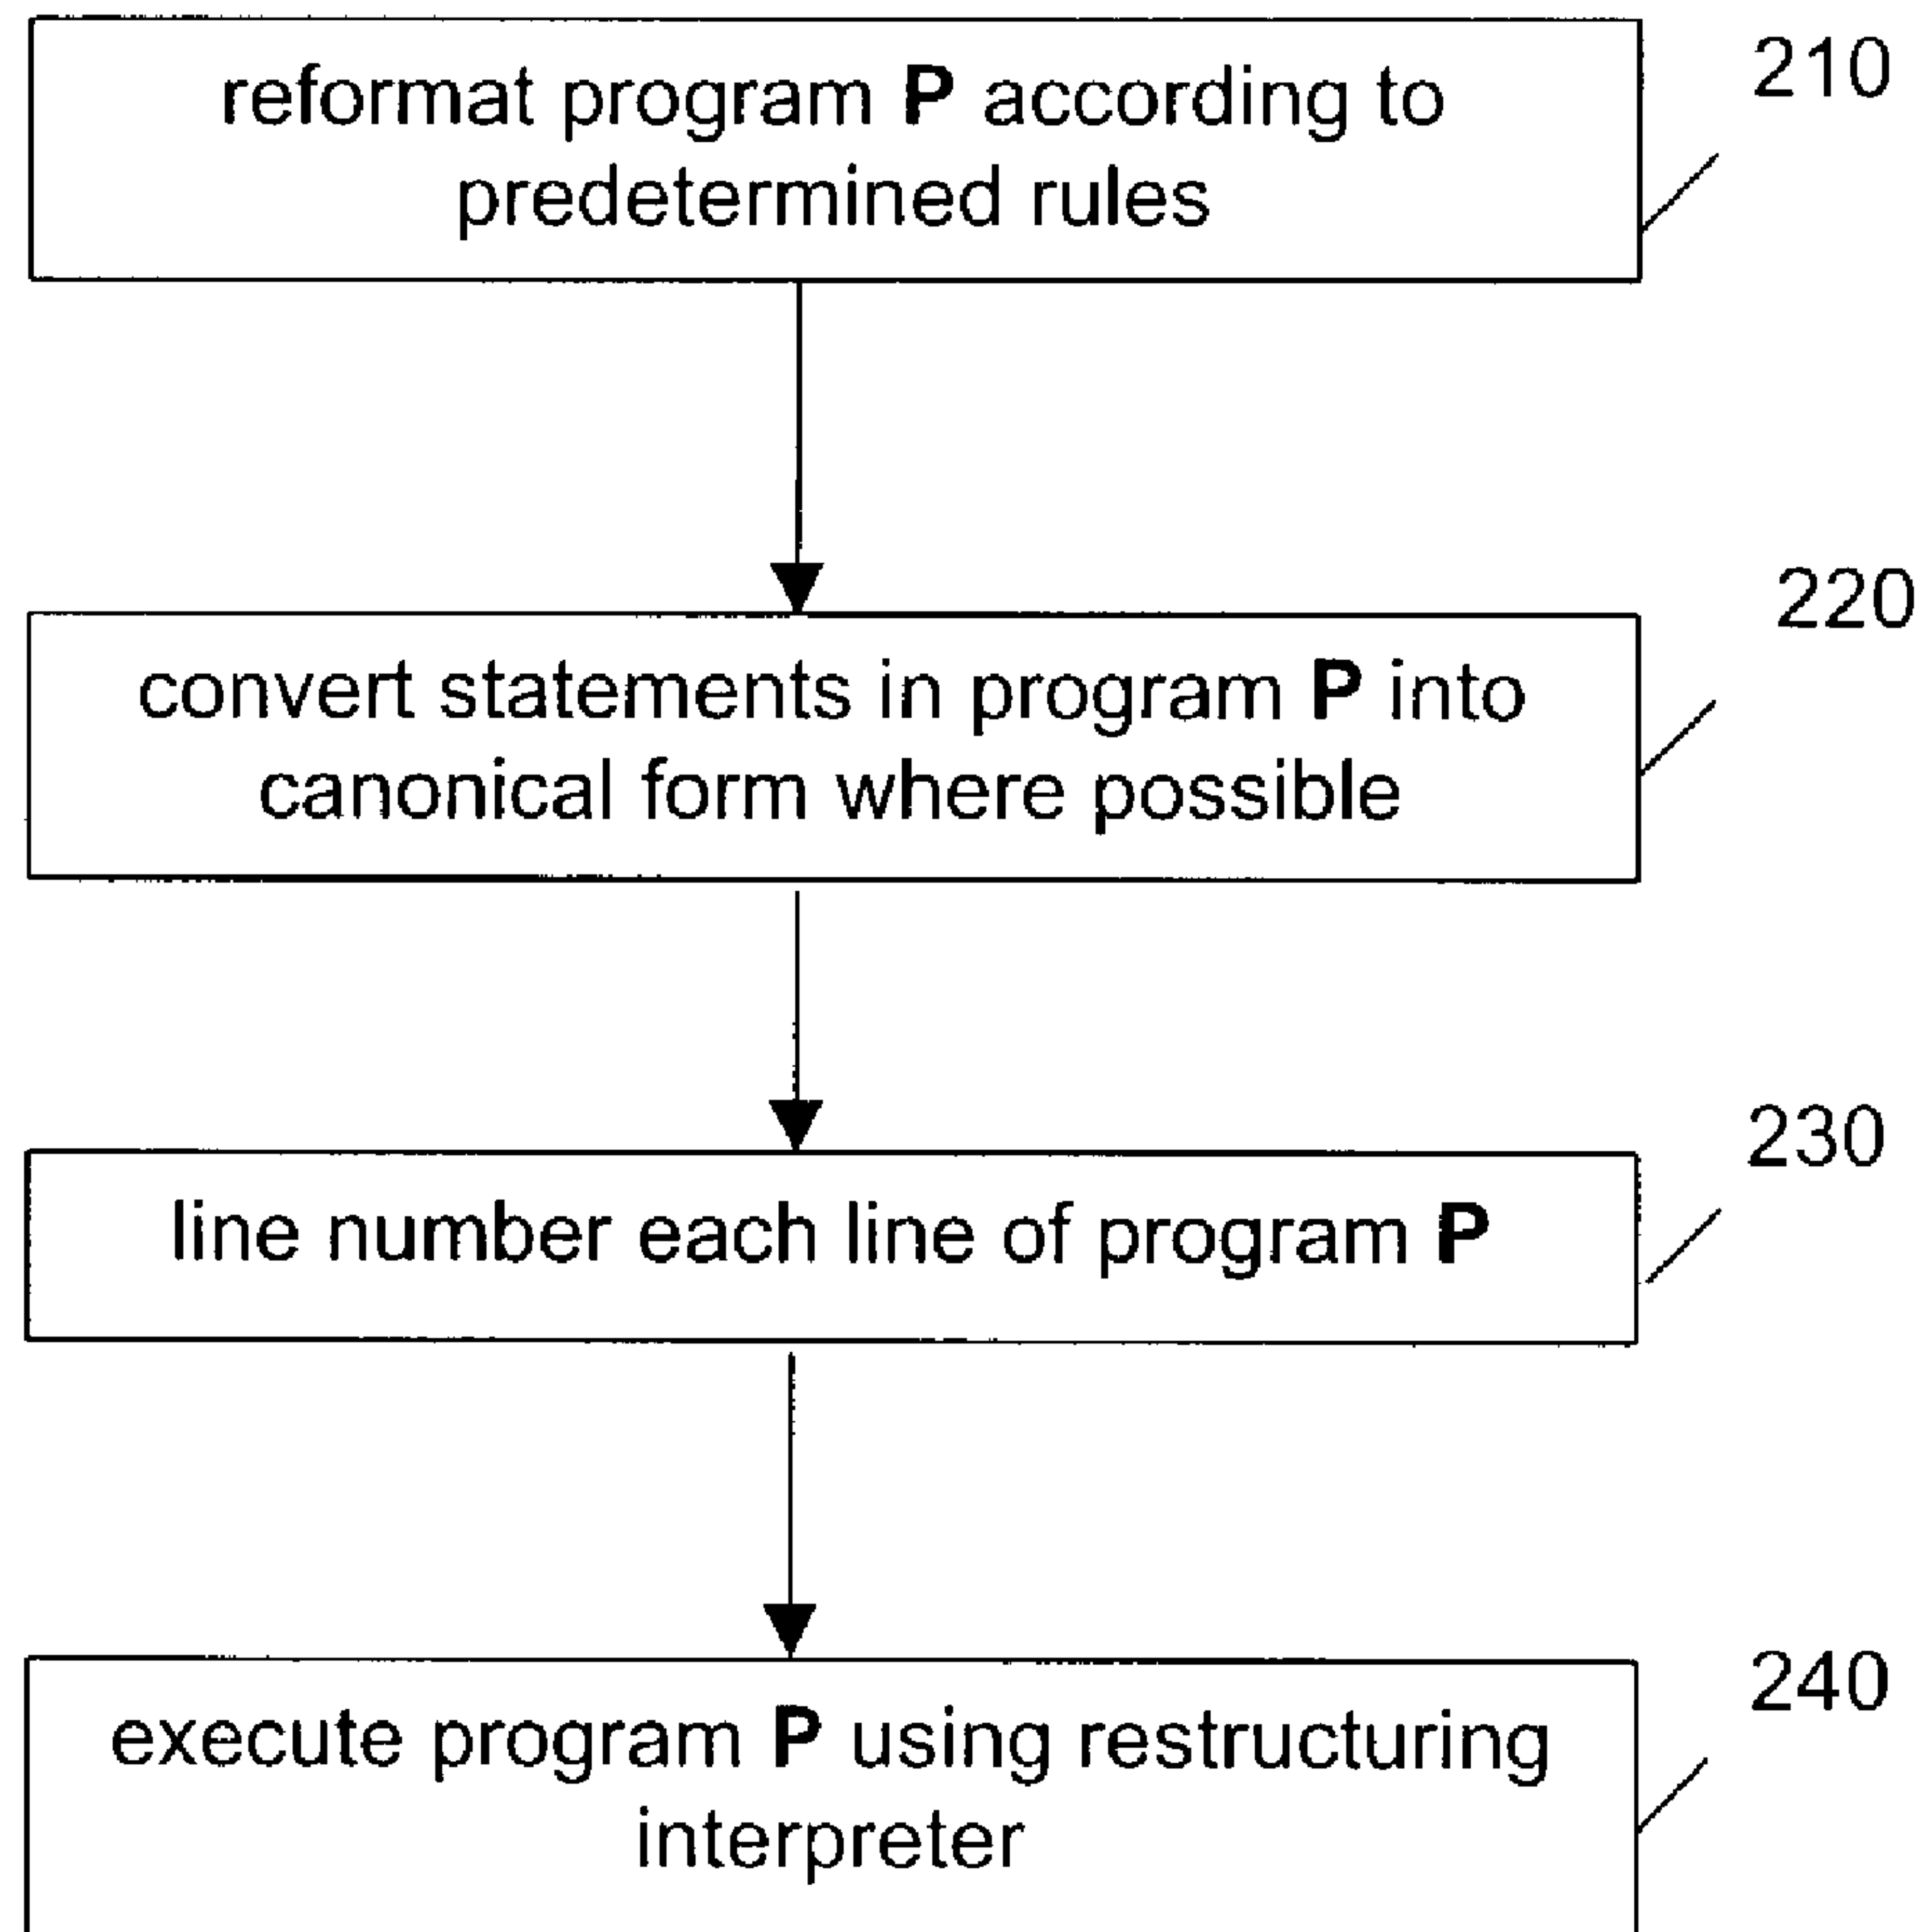 210
reformat program P according to
predetermined rules
220
convert statements in program P into
canonical form where possible
230
line number each line of program P
240
execute program P using restructuring
interpreter